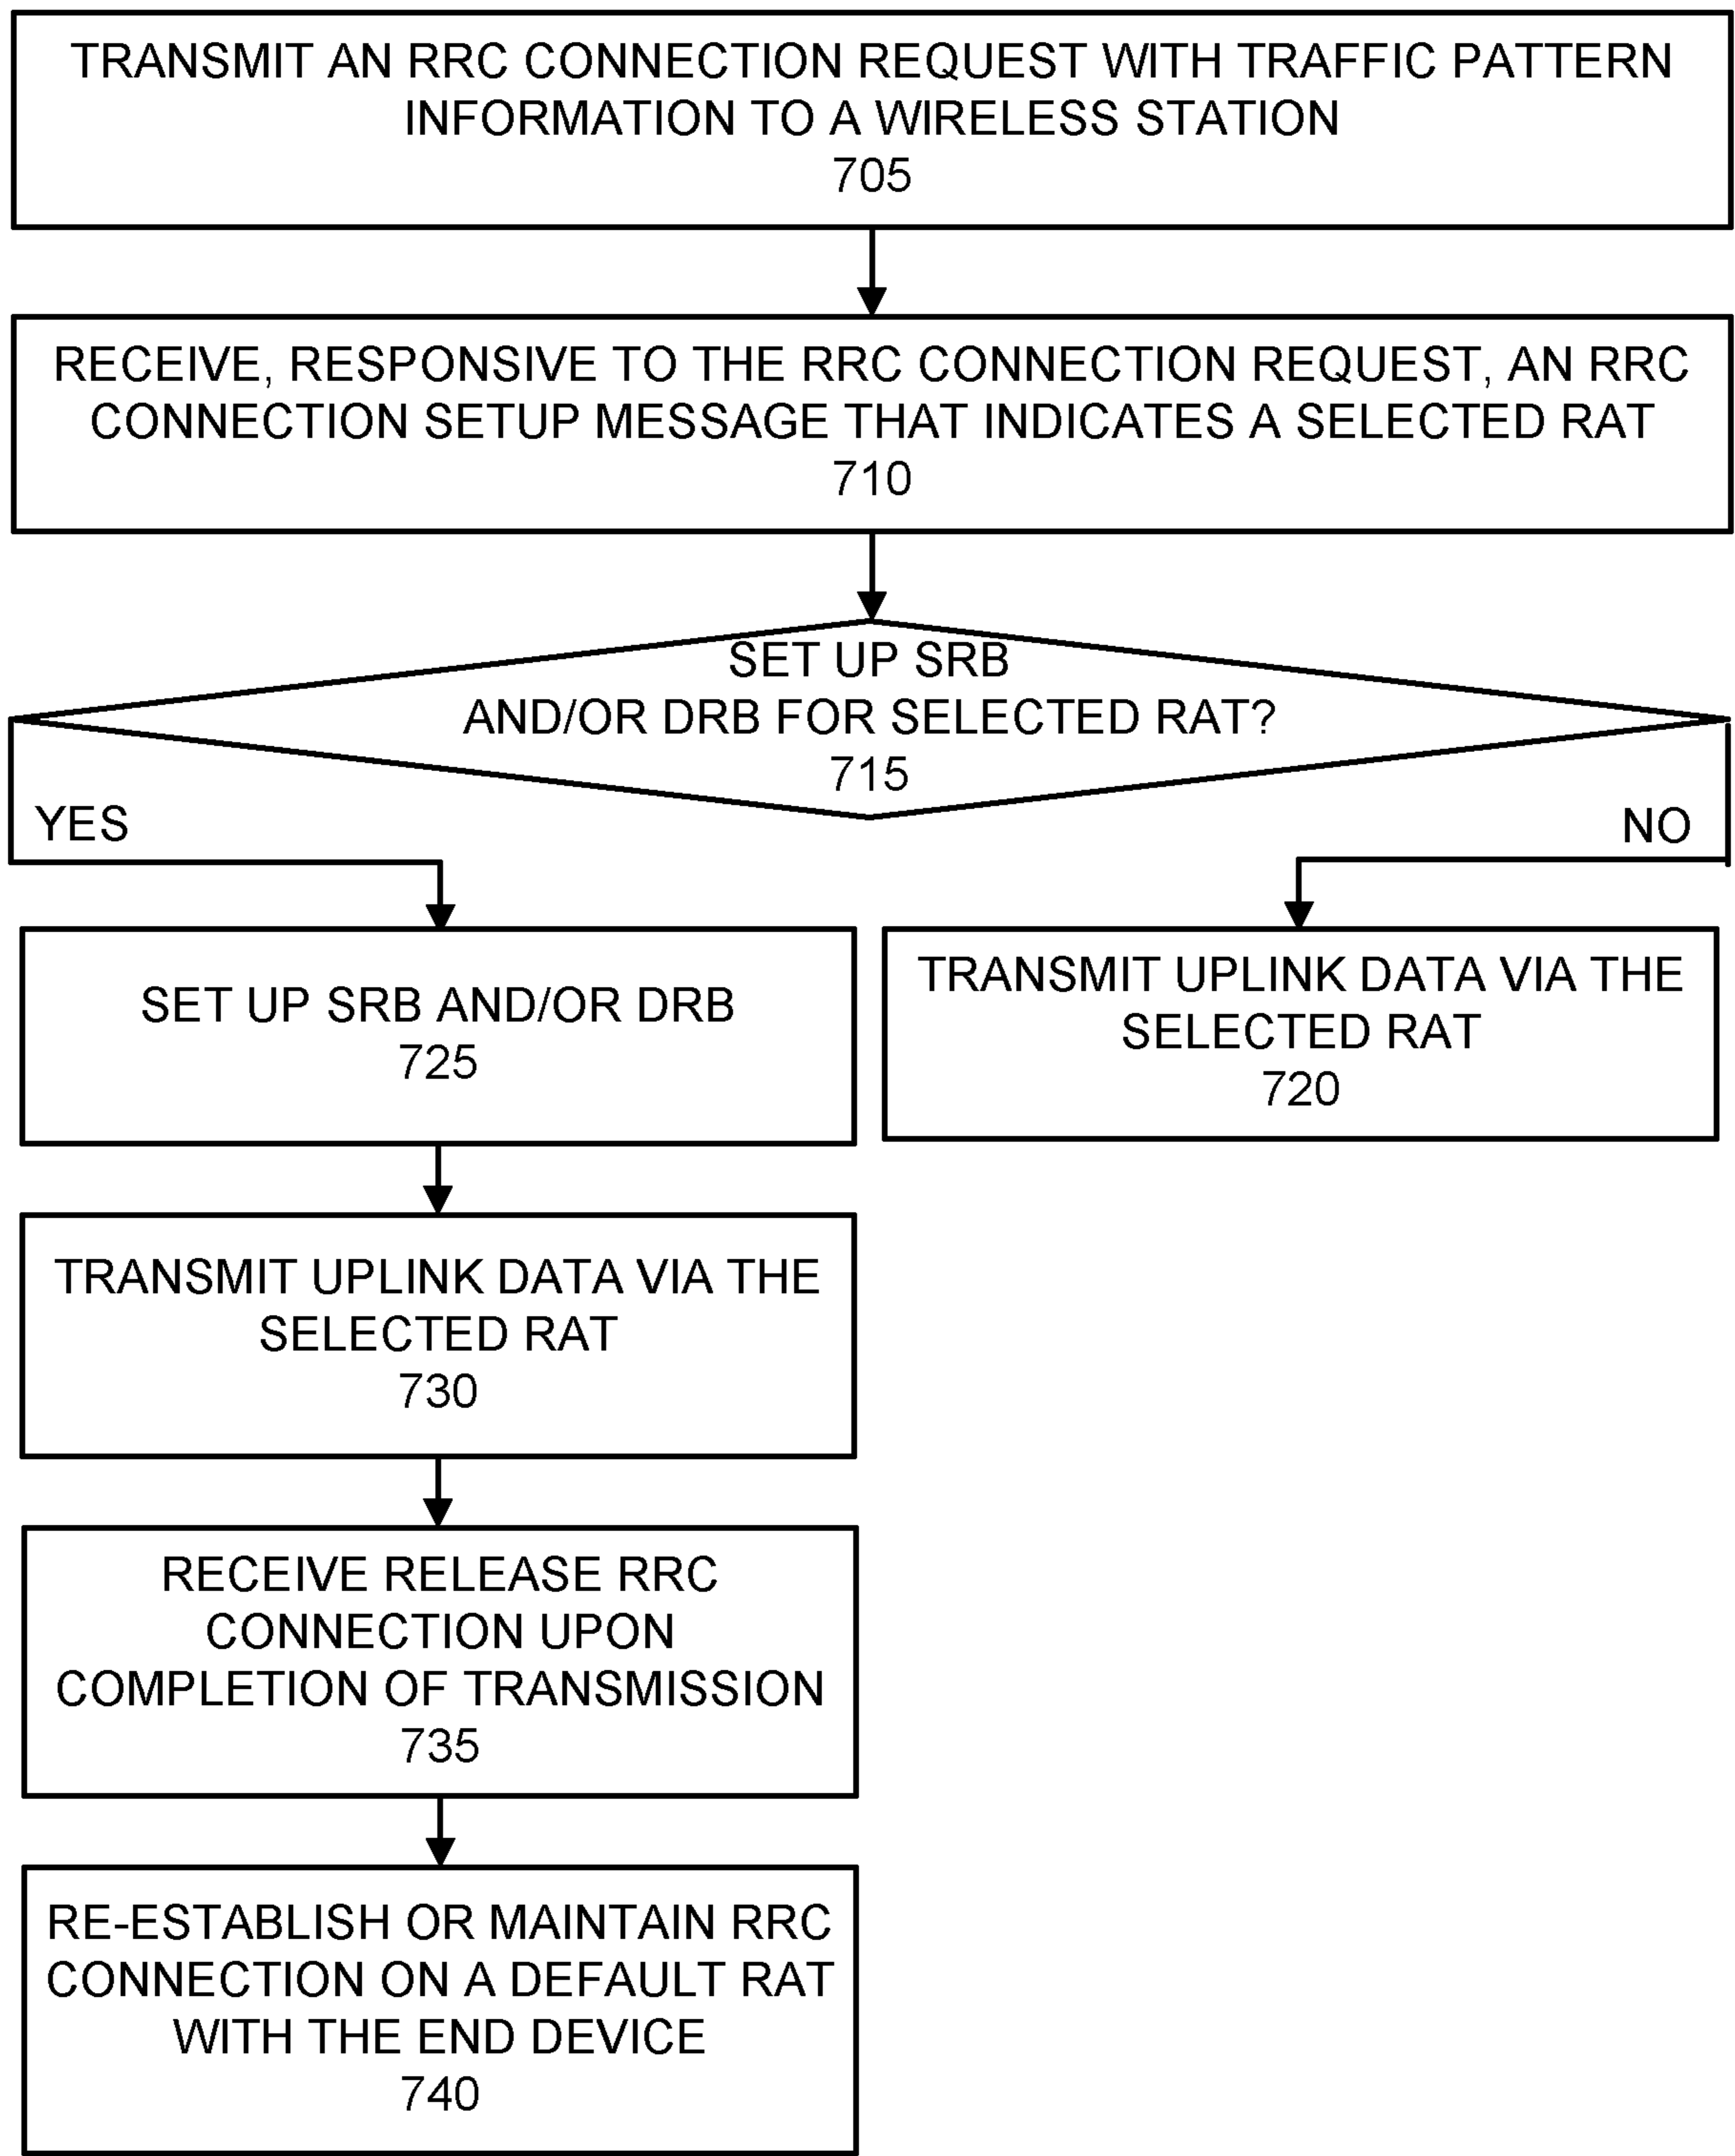 TRANSMIT AN RRC CONNECTION REQUEST WITH TRAFFIC PATTERN
INFORMATION TO A WIRELESS STATION
705
RECEIVE, RESPONSIVE TO THE RRC CONNECTION REQUEST, AN RRC
CONNECTION SETUP MESSAGE THAT INDICATES A SELECTED RAT
710
SET UP SRB
AND/OR DRB FOR SELECTED RAT?
715
YES
NO
SET UP SRB AND/OR DRB
725
TRANSMIT UPLINK DATA VIA THE
SELECTED RAT
720
TRANSMIT UPLINK DATA VIA THE
SELECTED RAT
730
RECEIVE RELEASE RRC
CONNECTION UPON
COMPLETION OF TRANSMISSION
735
RE-ESTABLISH OR MAINTAIN RRC
CONNECTION ON A DEFAULT RAT
WITH THE END DEVICE
740